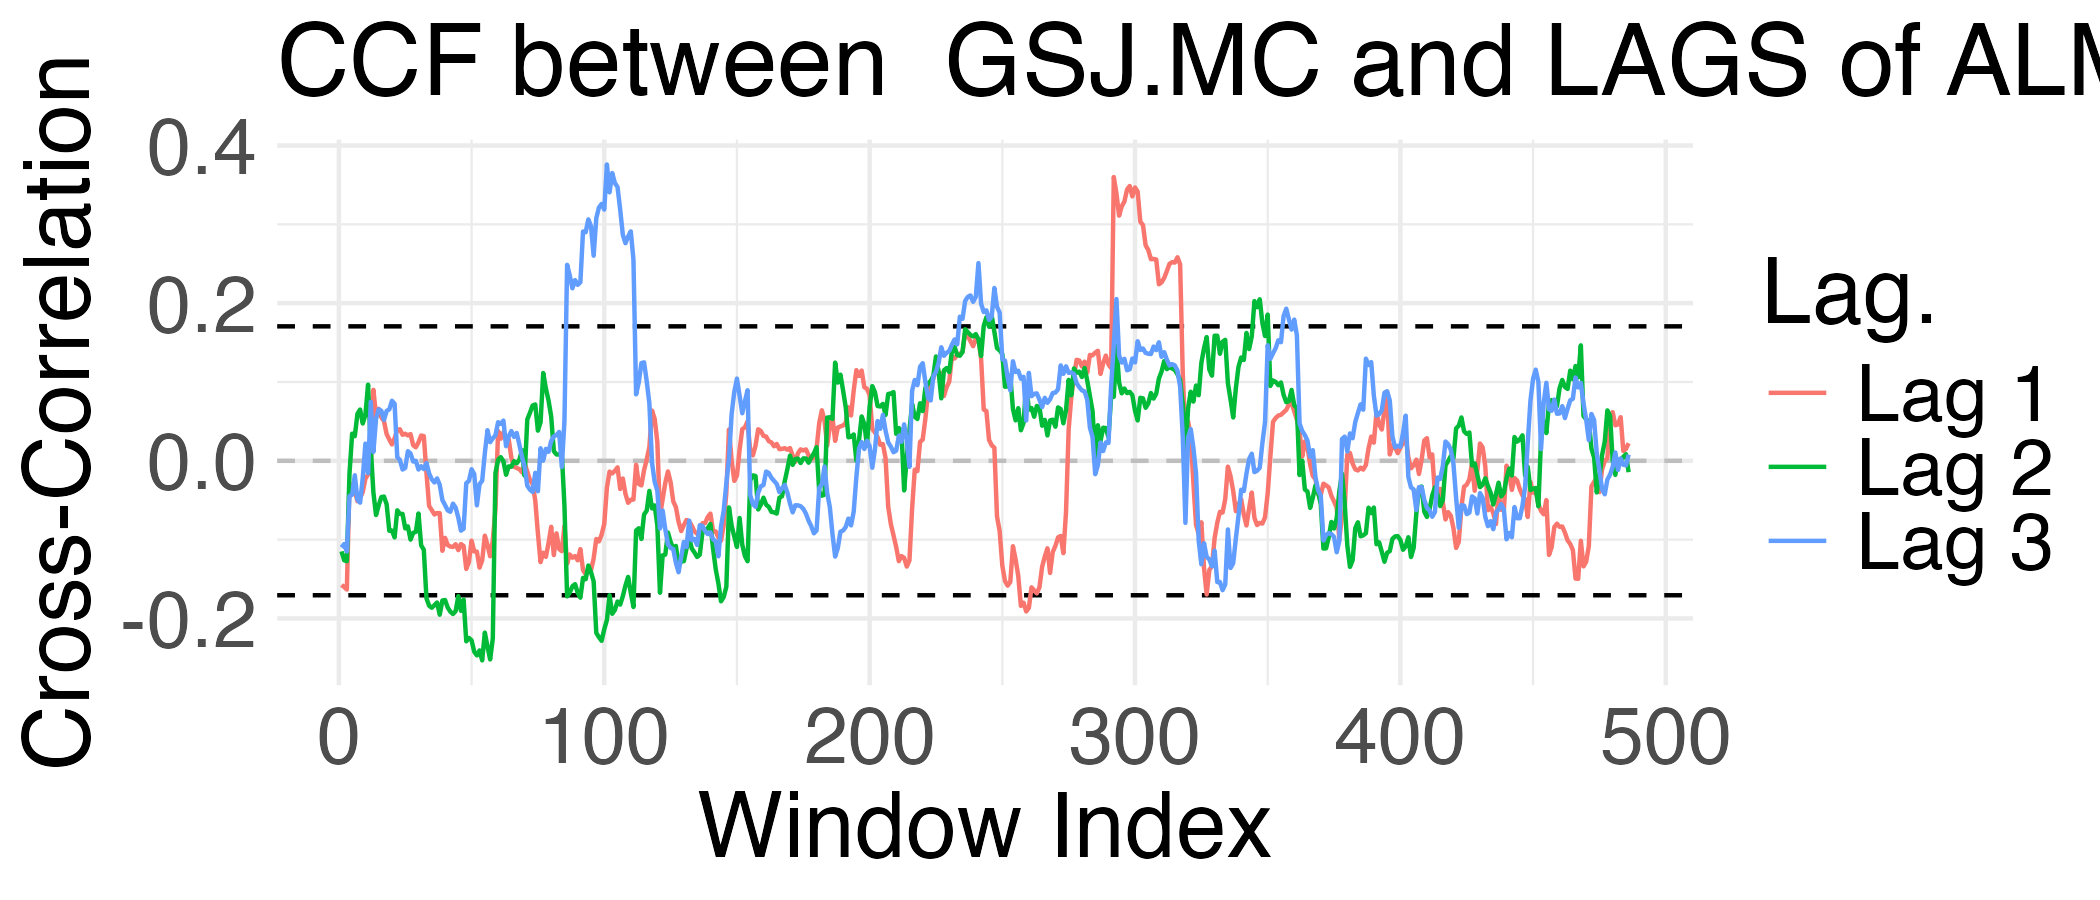 CCF between  GSJ.MC and LAGS of
Cross-Correlation
0.4
0.2
0.0
-0.2
0 100 200 300 400 500
Window Index
Lag.
Lag 1
Lag 2
Lag 3